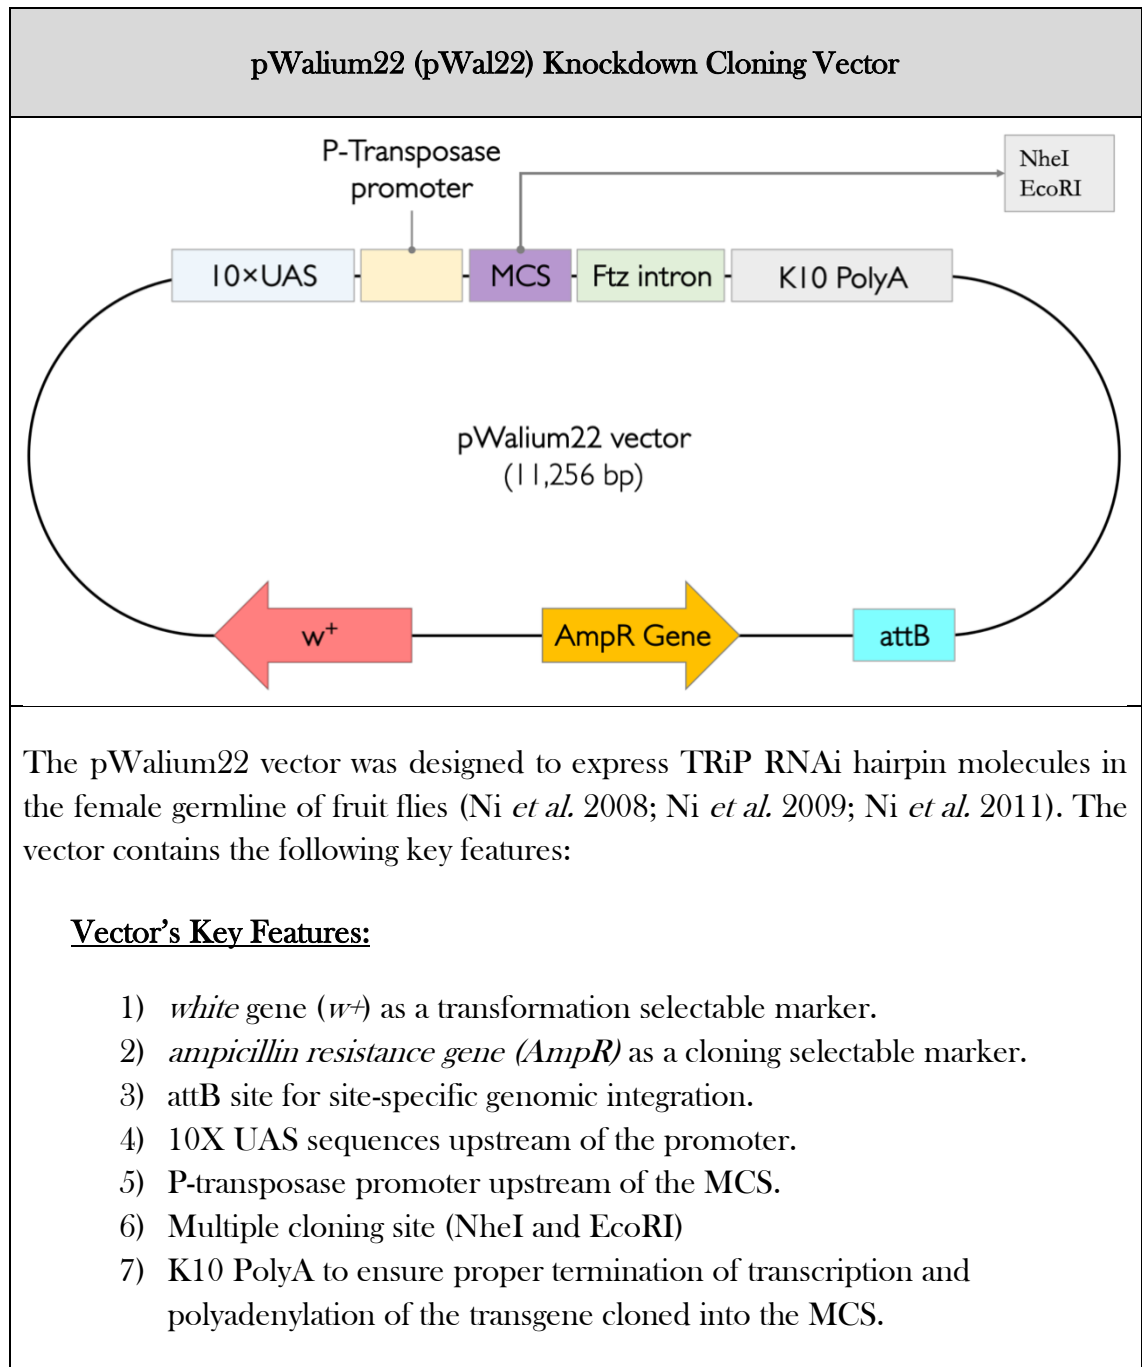 pWalium22 (pWal22) Knockdown Cloning Vector
P-Transposase
promoter
NheI
EcoRI
10×UAS
MCS
Ftz intron
K10 PolyA
pWalium22 vector
(11,256 bp)
w+
AmpR Gene
attB
The pWalium22 vector was designed to express TRiP RNAi hairpin molecules in
the female germline of fruit flies (Ni et al. 2008; Ni et al. 2009; Ni et al. 2011). The
vector contains the following key features:
Vector’s Key Features:
1) white gene (w+) as a transformation selectable marker.
2) ampicillin resistance gene (AmpR) as a cloning selectable marker.
3) attB site for site-specific genomic integration.
4) 10X UAS sequences upstream of the promoter.
5) P-transposase promoter upstream of the MCS.
6) Multiple cloning site (NheI and EcoRI)
7) K10 PolyA to ensure proper termination of transcription and
polyadenylation of the transgene cloned into the MCS.